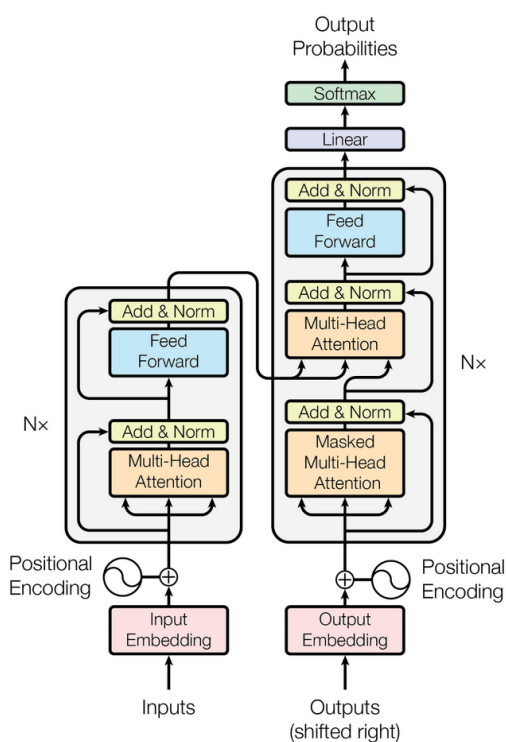 Output
Probabilities
Softmax
Linear
Add & Norm
Feed
Forward
Add & Norm
Multi-Head
Attention
Add & Norm
Masked
Multi-Head
Attention
N×
Positional
Encoding
Output
Embedding
Outputs
(shifted right)
Add & Norm
Feed
Forward
Add & Norm
Multi-Head
Attention
N×
Positional
Encoding
Input
Embedding
Inputs